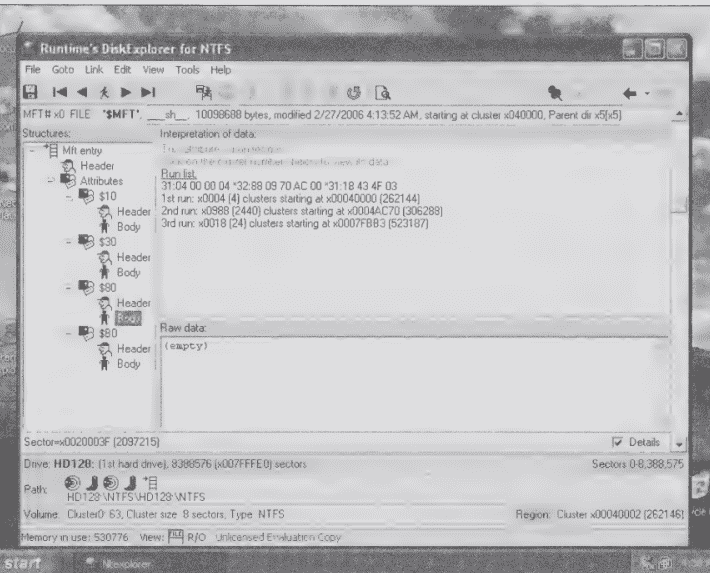 Runtime's DiskExplorer for NTFS
File Goto Link Edit View Tools Help
MFT# x0 FILE "$MFT", __sh__, 10098688 bytes, modified 2/27/2006 4:13:52 AM, starting at cluster x040000, Parent dir x5[x5]
Structures:
Interpretation of data:
Mft entry
Header
Attributes
$10
Header
Body
$30
Header
Body
$80
Header
Body
$B0
Header
Body
Run list
31:04 00 00 04 *32:88 09 70 AC 00 *31:18 43 4F 03
1st run: x0004 (4) clusters starting at x00040000 (262144)
2nd run: x0988 (2440) clusters starting at x0004AC70 (306288)
3rd run: x0018 (24) clusters starting at x0007FBB3 (523187)
Raw data:
(empty)
Sector=x0020003F (2097215)
Details
Drive: HD128: (1st hard drive), 8388576 (x007FFFE0) sectors
Sectors 0-8,388,575
Path:
HD128:\NTFS\HD128:\NTFS
Volume: Cluster0: 63, Cluster size 8 sectors, Type NTFS
Region: Cluster x00040002 (262146)
Memory in use: 530776 View: FILE R/O Unlicensed Evaluation Copy
start
Ntexplorer